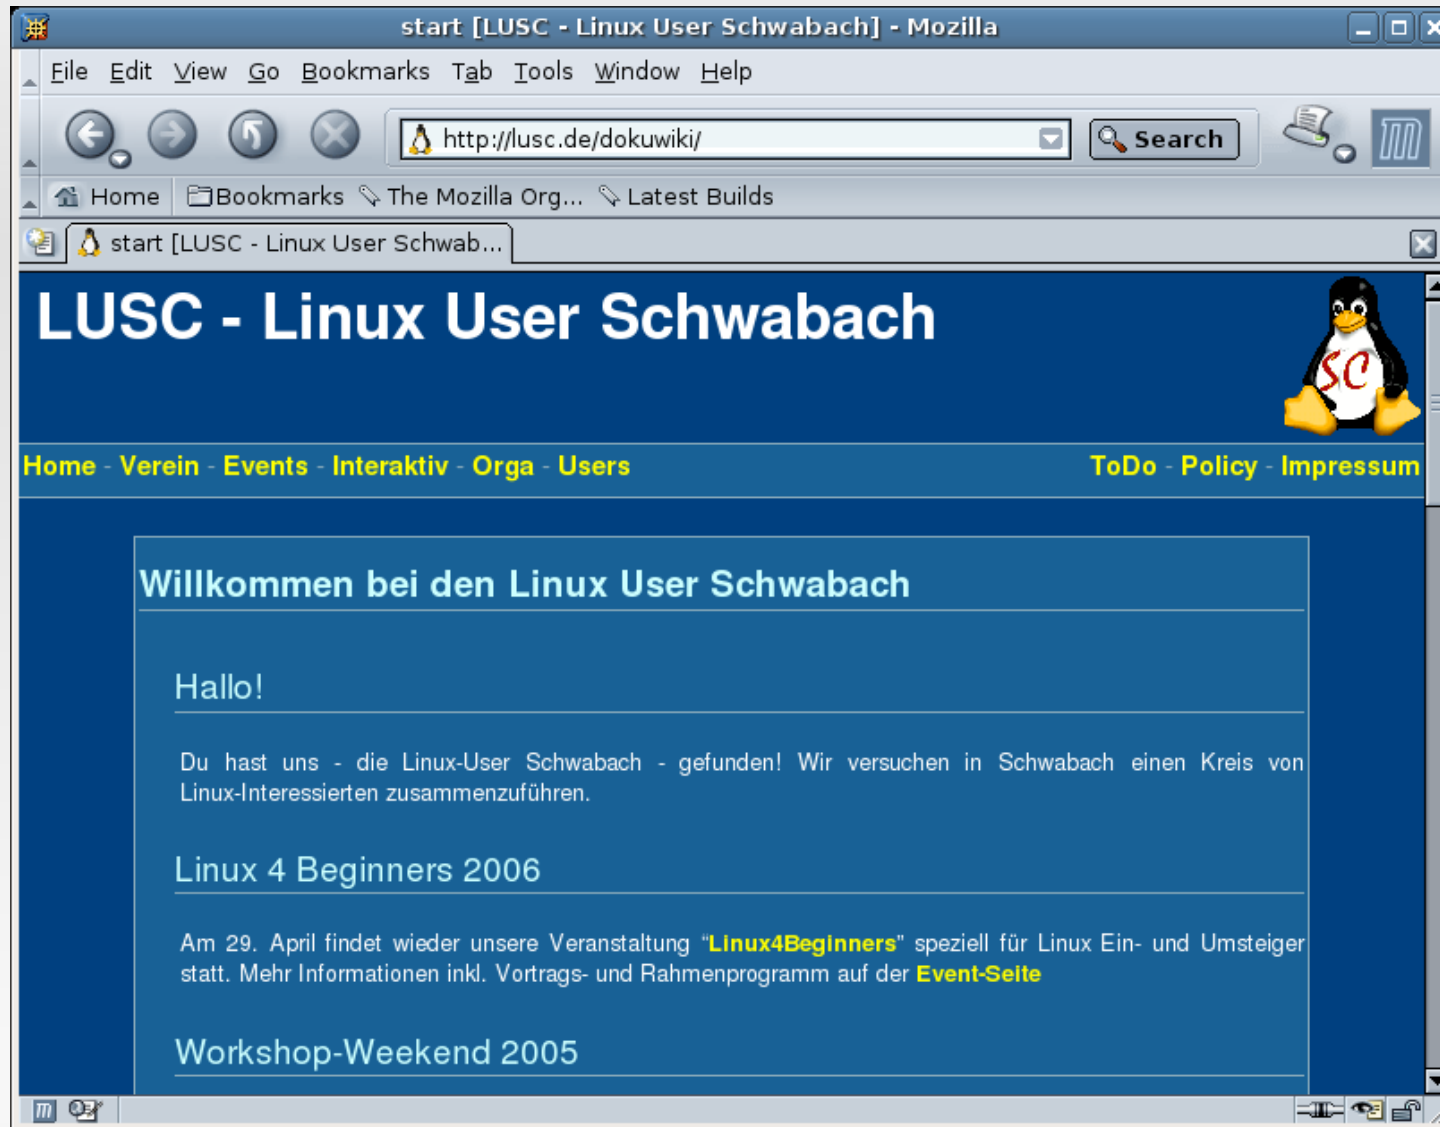 start [LUSC - Linux User Schwabach] - Mozilla
File Edit View Go Bookmarks Tab Tools Window Help
http://lusc.de/dokuwiki/ Search
Home Bookmarks The Mozilla Org... Latest Builds
start [LUSC - Linux User Schwab...
LUSC - Linux User Schwabach
SC
Home - Verein - Events - Interaktiv - Orga - Users ToDo - Policy - Impressum
Willkommen bei den Linux User Schwabach
Hallo!
Du hast uns - die Linux-User Schwabach - gefunden! Wir versuchen in Schwabach einen Kreis von
Linux-Interessierten zusammenzuführen.
Linux 4 Beginners 2006
Am 29. April findet wieder unsere Veranstaltung “Linux4Beginners” speziell für Linux Ein- und Umsteiger
statt. Mehr Informationen inkl. Vortrags- und Rahmenprogramm auf der Event-Seite
Workshop-Weekend 2005